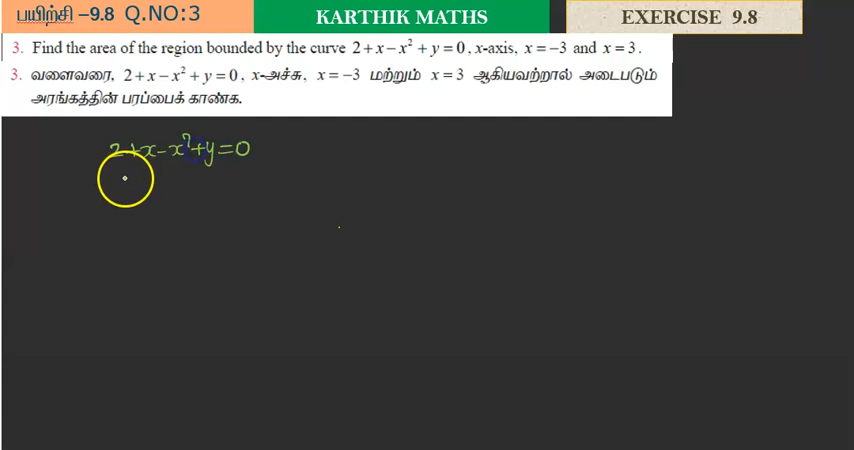 பயிற்சி –9.8 Q.NO:3
KARTHIK MATHS
EXERCISE 9.8
3. Find the area of the region bounded by the curve 2 + x − x² + y = 0, x-axis, x = −3 and x = 3.
3. வளைவரை, 2 + x − x² + y = 0, x-அச்சு, x = −3 மற்றும் x = 3 ஆகியவற்றால் அடைபடும்
அரங்கத்தின் பரப்பைக் காண்க.
2+x−x²+y=0